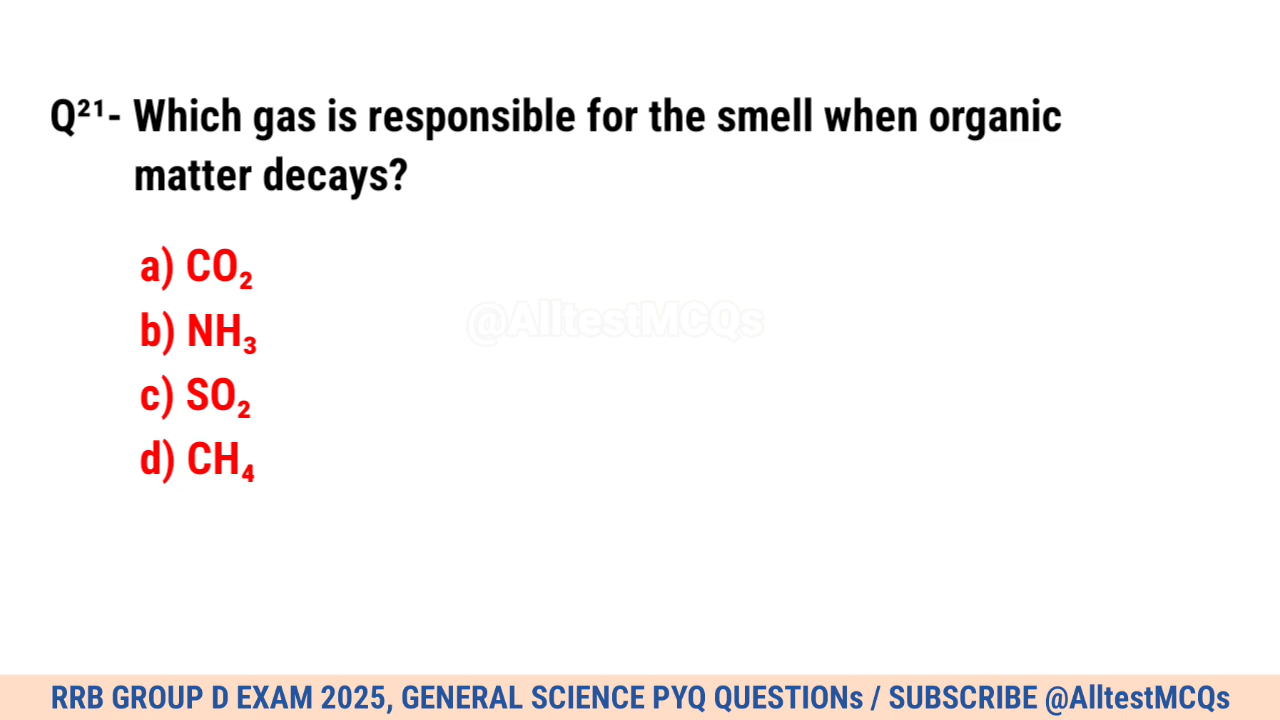 Q²¹- Which gas is responsible for the smell when organic
matter decays?
a) CO₂
b) NH₃
@AlltestMCQs
c) SO₂
d) CH₄
RRB GROUP D EXAM 2025, GENERAL SCIENCE PYQ QUESTIONs / SUBSCRIBE @AlltestMCQs